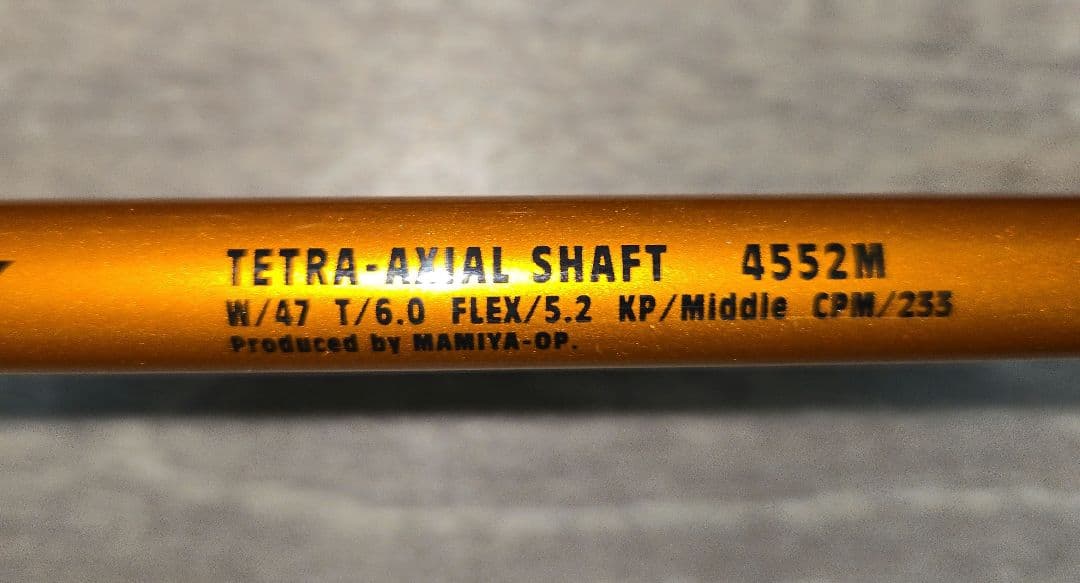 TETRA-AXIAL SHAFT 4552M
W/47 T/6.0 FLEX/5.2 KP/Middle CPM/233
Produced by MAMIYA-OP.